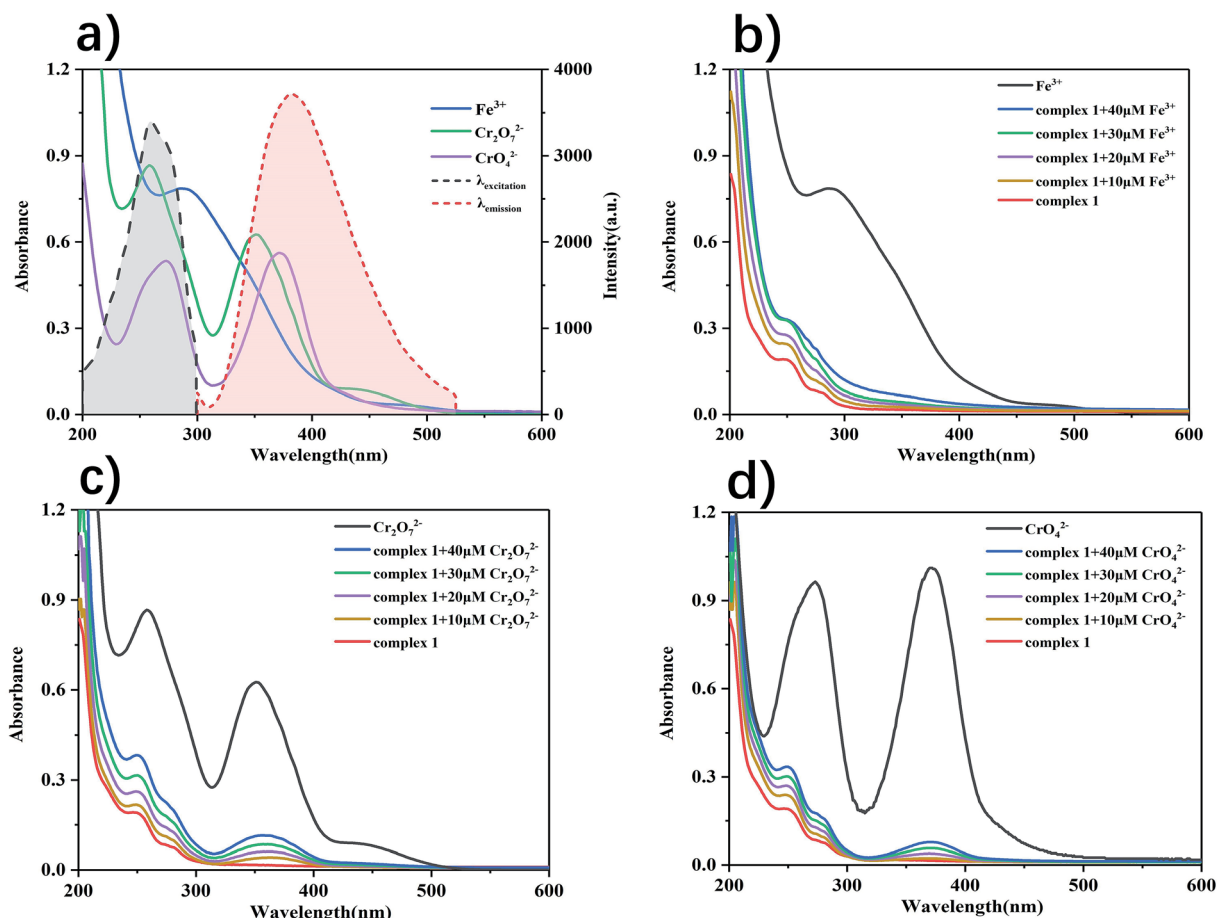 a)
1.2
0.9
0.6
0.3
0.0
Absorbance
4000
3000
2000
1000
0
Intensity(a.u.)
Fe³⁺
Cr₂O₇²⁻
CrO₄²⁻
λexcitation
λemission
200 300 400 500 600
Wavelength(nm)
b)
1.2
0.9
0.6
0.3
0.0
Absorbance
Fe³⁺
complex 1+40μM Fe³⁺
complex 1+30μM Fe³⁺
complex 1+20μM Fe³⁺
complex 1+10μM Fe³⁺
complex 1
200 300 400 500 600
Wavelength(nm)
c)
1.2
0.9
0.6
0.3
0.0
Absorbance
Cr₂O₇²⁻
complex 1+40μM Cr₂O₇²⁻
complex 1+30μM Cr₂O₇²⁻
complex 1+20μM Cr₂O₇²⁻
complex 1+10μM Cr₂O₇²⁻
complex 1
200 300 400 500 600
Wavelength(nm)
d)
1.2
0.9
0.6
0.3
0.0
Absorbance
CrO₄²⁻
complex 1+40μM CrO₄²⁻
complex 1+30μM CrO₄²⁻
complex 1+20μM CrO₄²⁻
complex 1+10μM CrO₄²⁻
complex 1
200 300 400 500 600
Wavelength(nm)